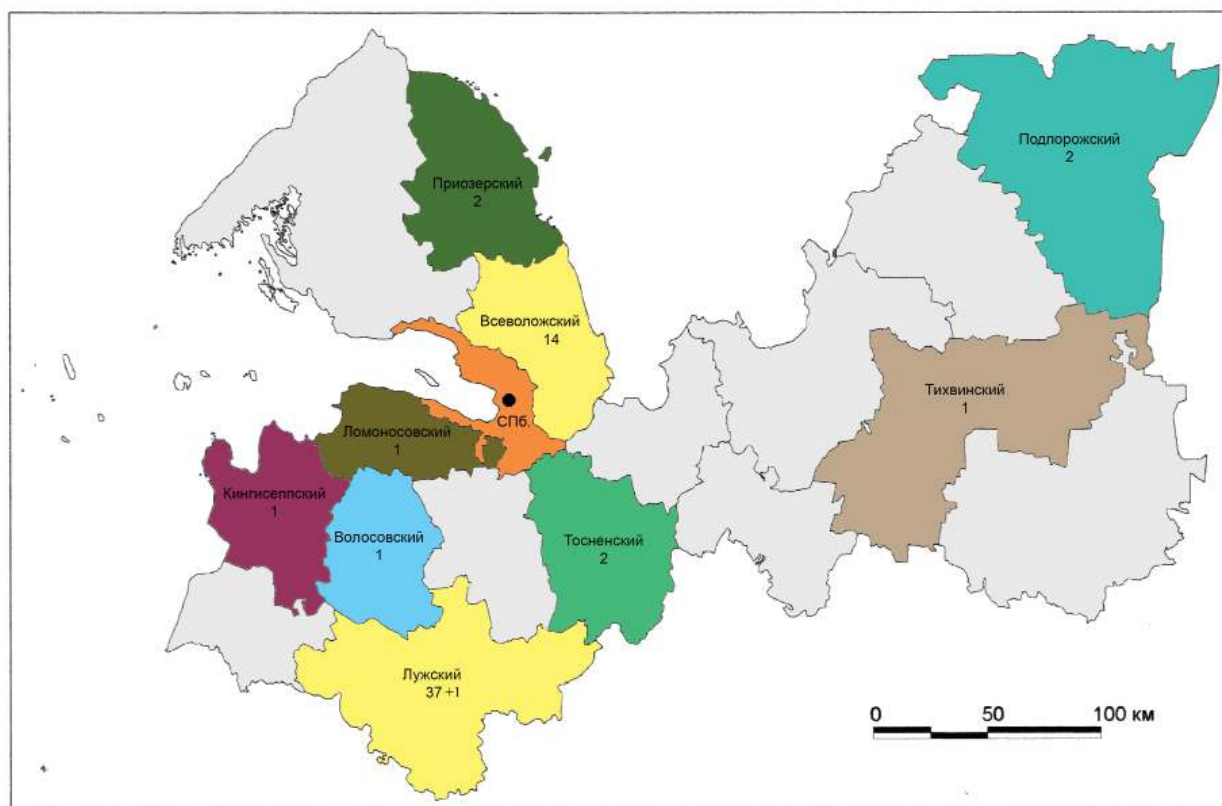 Подпорожский
2
Приозерский
2
Всеволожский
14
Тихвинский
1
СПб.
Ломоносовский
1
Кингисеппский
1
Волосовский
1
Тосненский
2
Лужский
37 +1
0 50 100 км